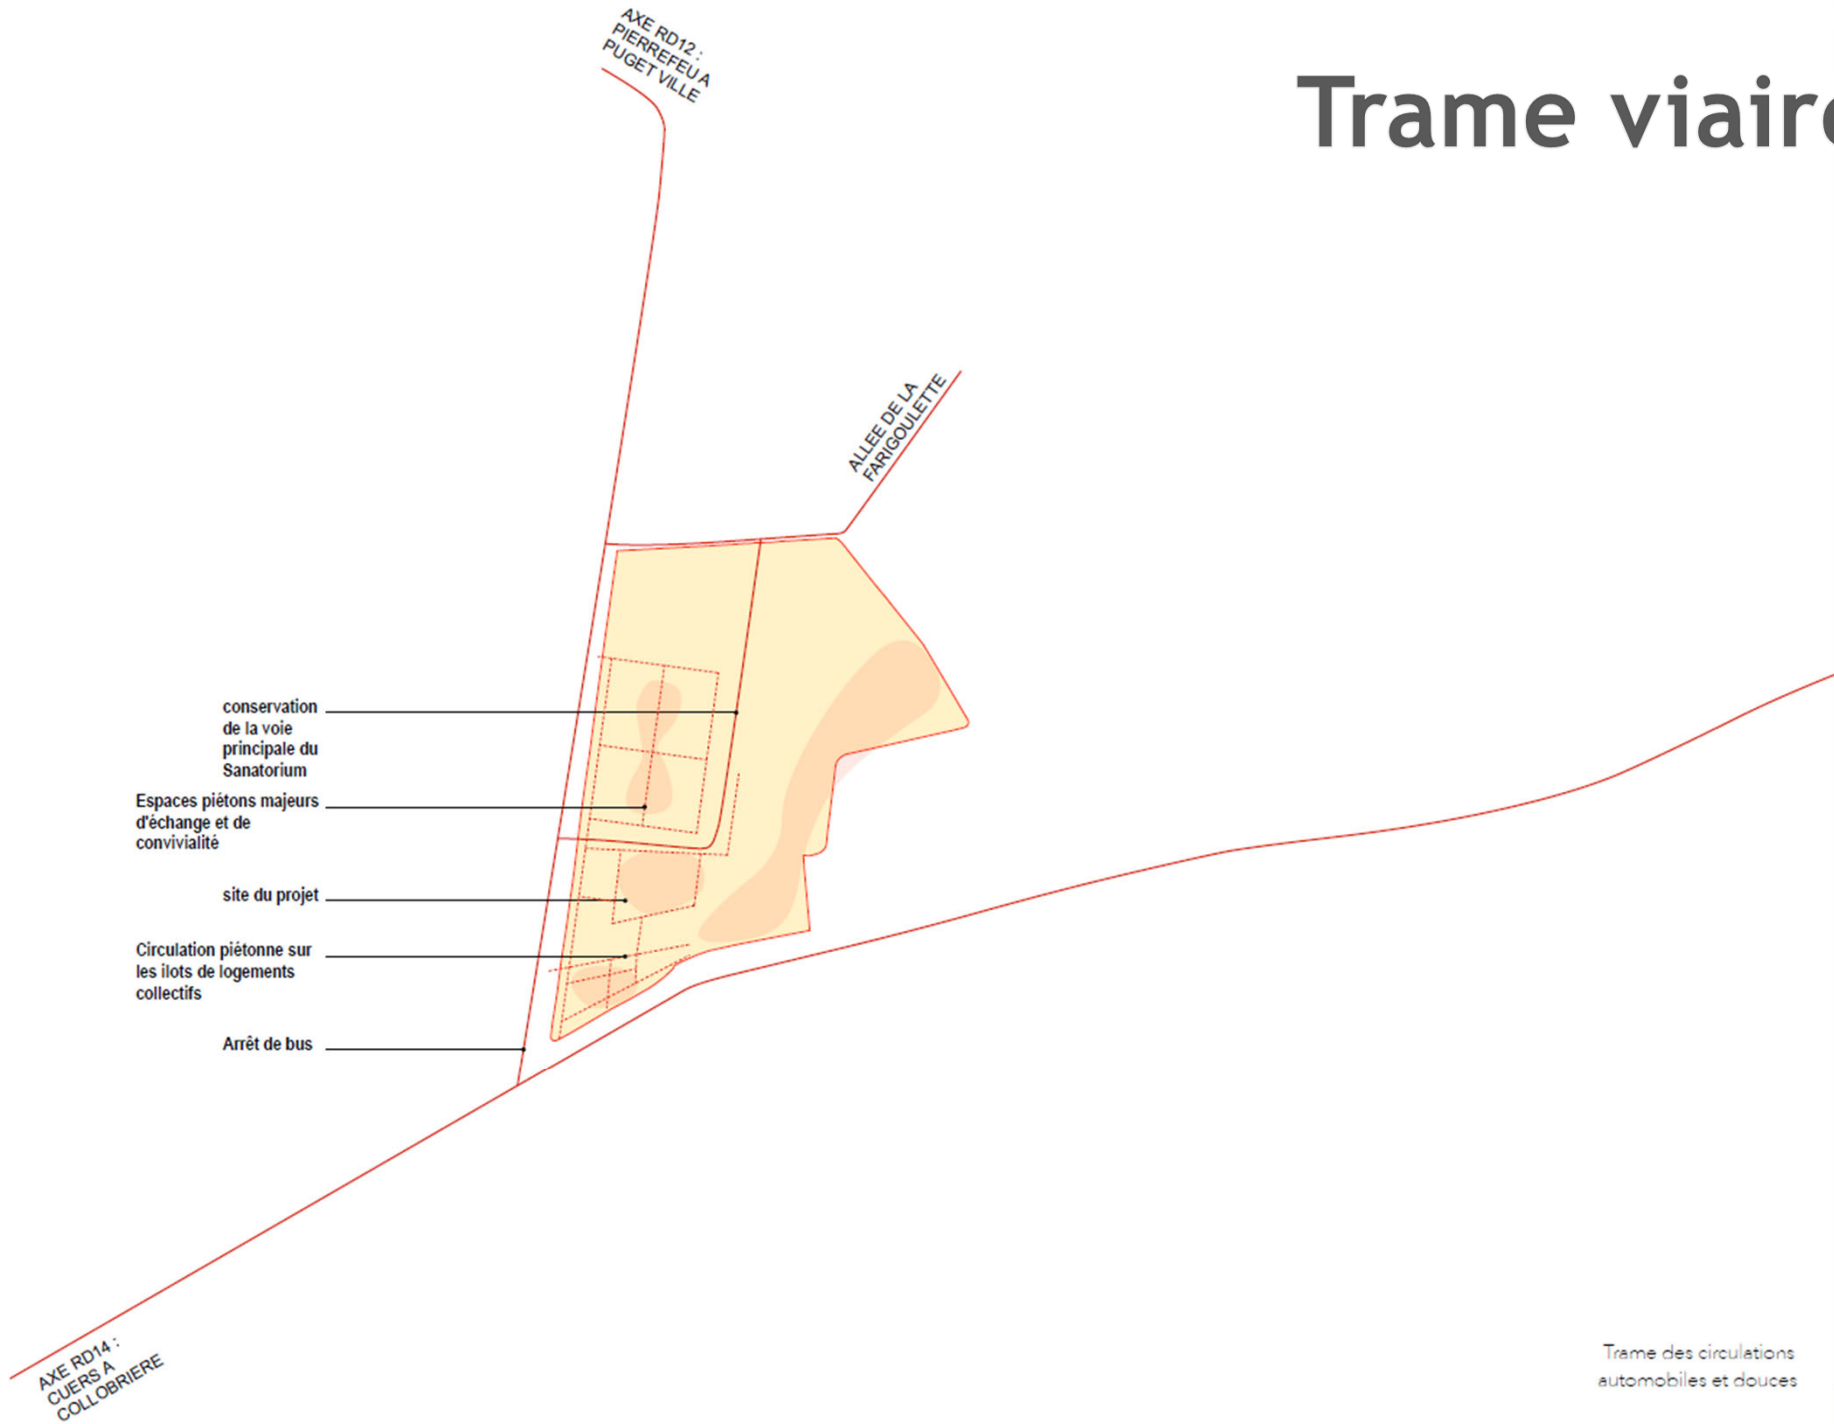 AXE RD12 :
PIERREFEU A
PUGET VILLE
Trame viaire
ALLEE DE LA
FARIGOULETTE
conservation
de la voie
principale du
Sanatorium
Espaces piétons majeurs
d'échange et de
convivialité
site du projet
Circulation piétonne sur
les îlots de logements
collectifs
Arrêt de bus
AXE RD14 :
CUERS A
COLLOBRIERE
Trame des circulations
automobiles et douces